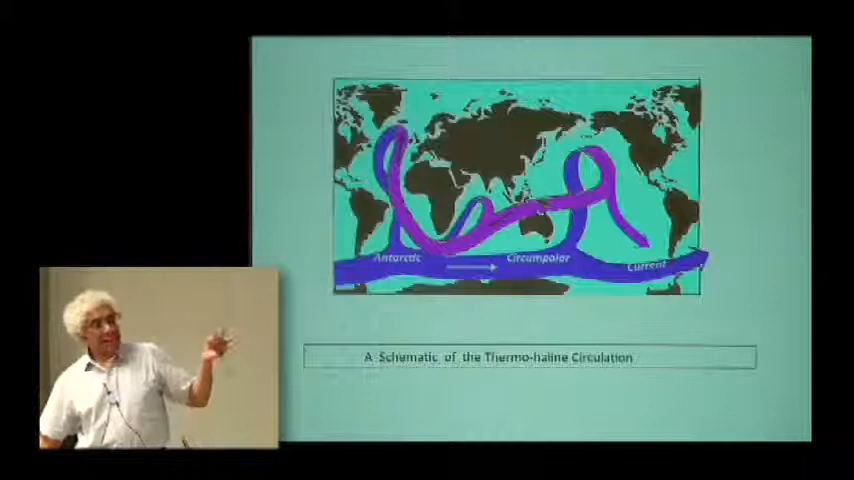 Antarctic Circumpolar Current
A Schematic of the Thermo-haline Circulation